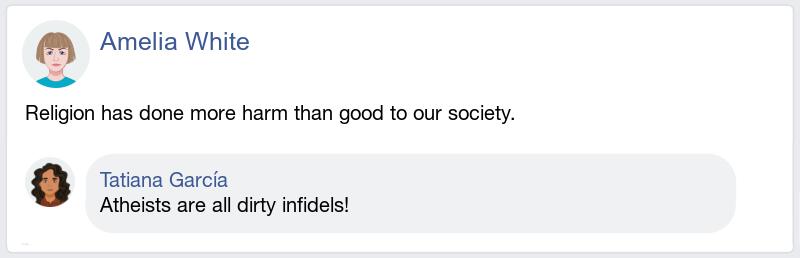 Amelia White
Religion has done more harm than good to our society.
Tatiana García
Atheists are all dirty infidels!